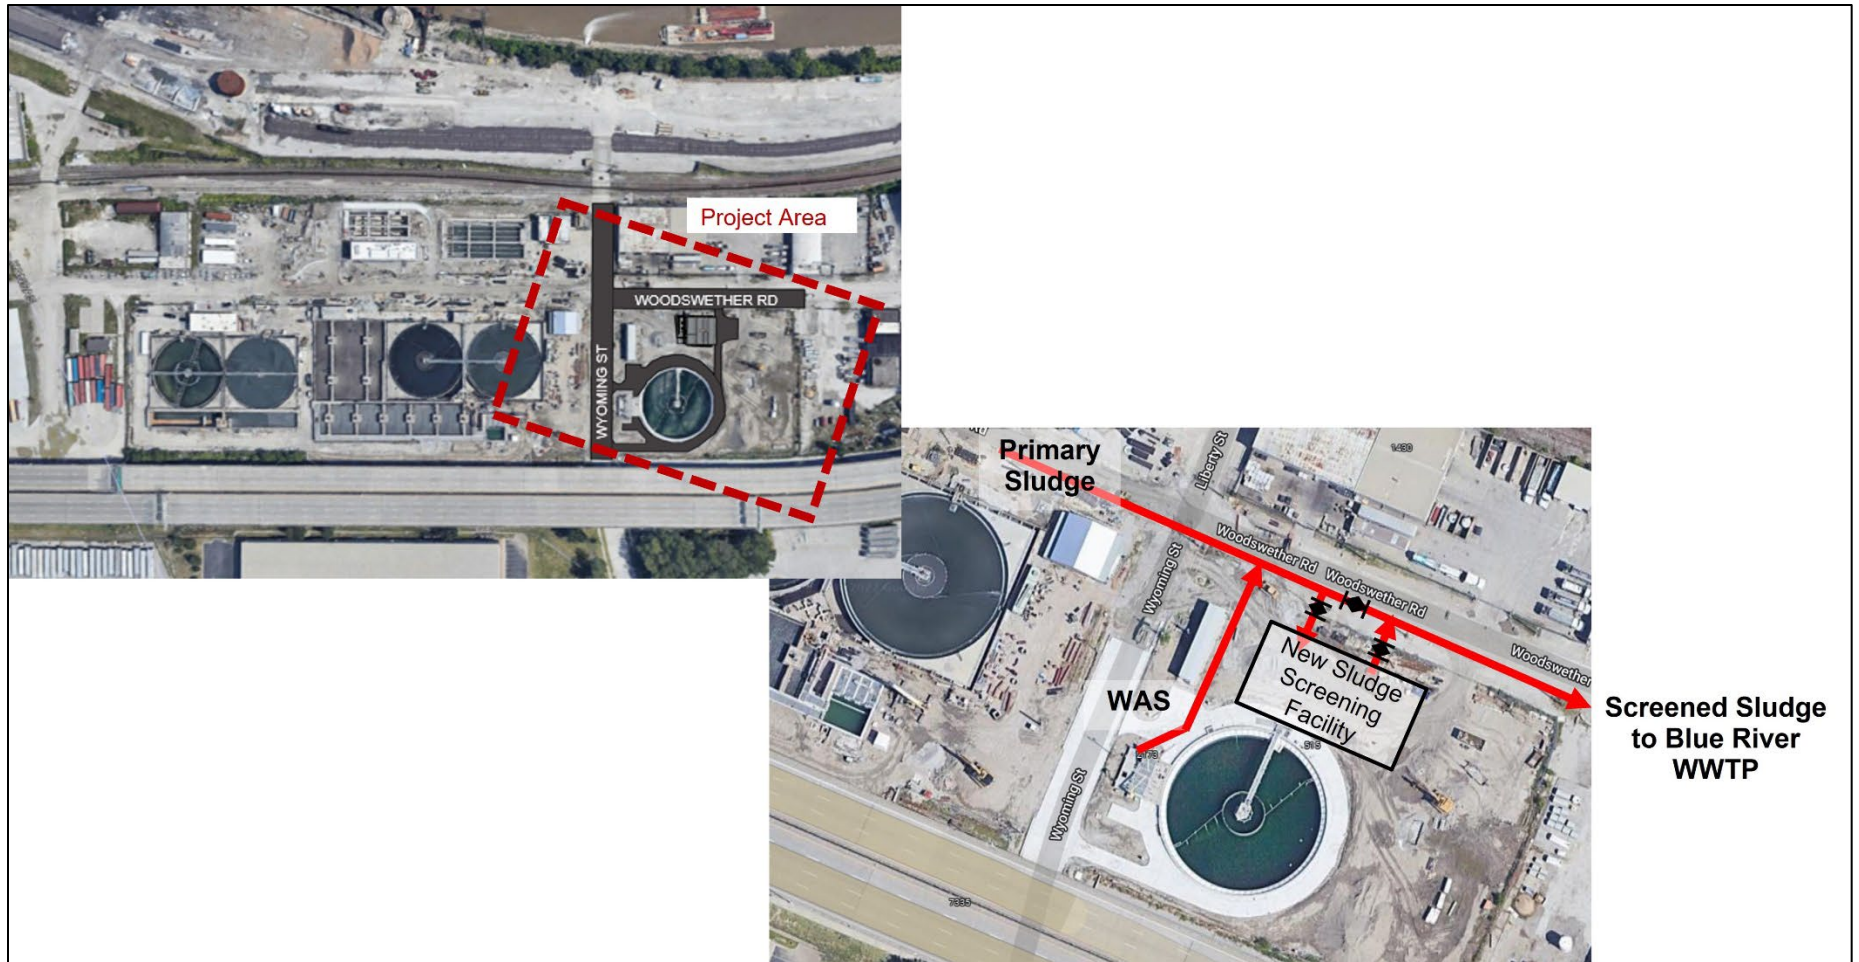 Project Area
WOODSWETHER RD
WYOMING ST
Primary
Sludge
Liberty St
1430
Woodswether Rd
Woodswether Rd
Wyoming St
New Sludge
Screening
Facility
Woodswether
WAS
515
Screened Sludge
to Blue River
WWTP
Wyoming St
7335